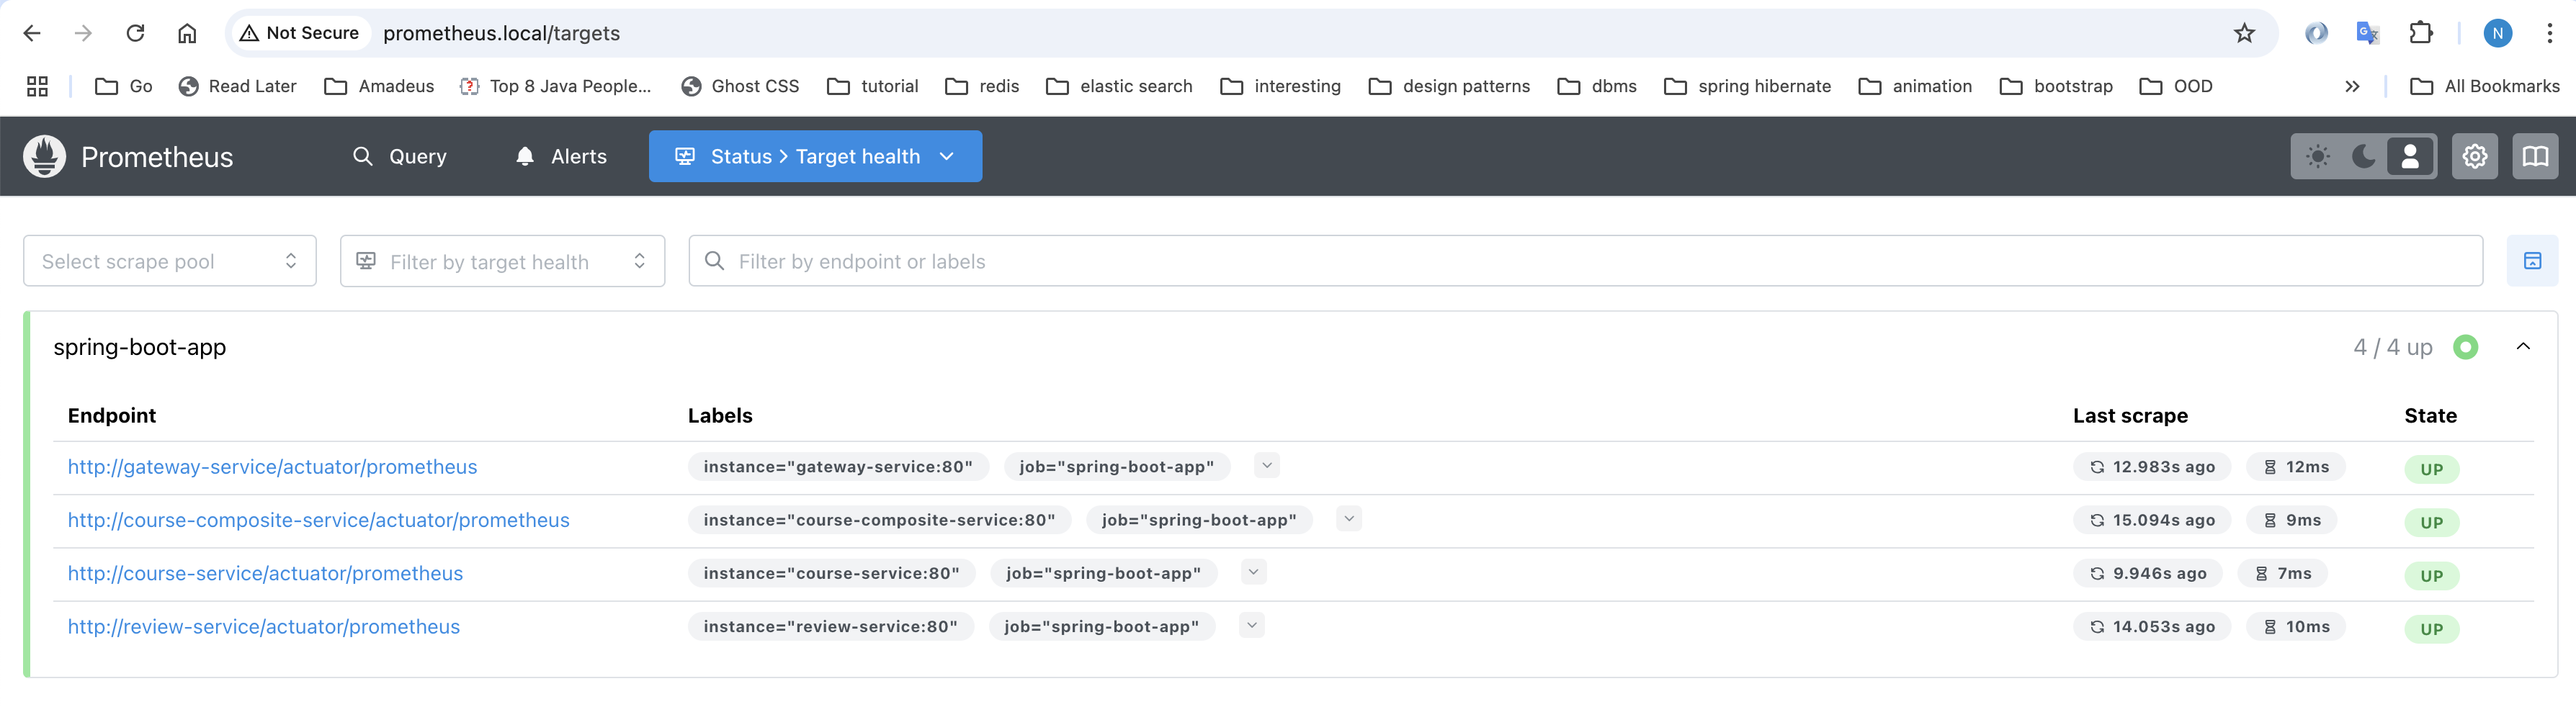 Not Secure prometheus.local/targets N
Go Read Later Amadeus Top 8 Java People... Ghost CSS tutorial redis elastic search interesting design patterns dbms spring hibernate animation bootstrap OOD » All Bookmarks
Prometheus Query Alerts Status > Target health
Select scrape pool Filter by target health Filter by endpoint or labels
spring-boot-app 4 / 4 up
Endpoint Labels Last scrape State
http://gateway-service/actuator/prometheus instance="gateway-service:80" job="spring-boot-app" 12.983s ago 12ms UP
http://course-composite-service/actuator/prometheus instance="course-composite-service:80" job="spring-boot-app" 15.094s ago 9ms UP
http://course-service/actuator/prometheus instance="course-service:80" job="spring-boot-app" 9.946s ago 7ms UP
http://review-service/actuator/prometheus instance="review-service:80" job="spring-boot-app" 14.053s ago 10ms UP